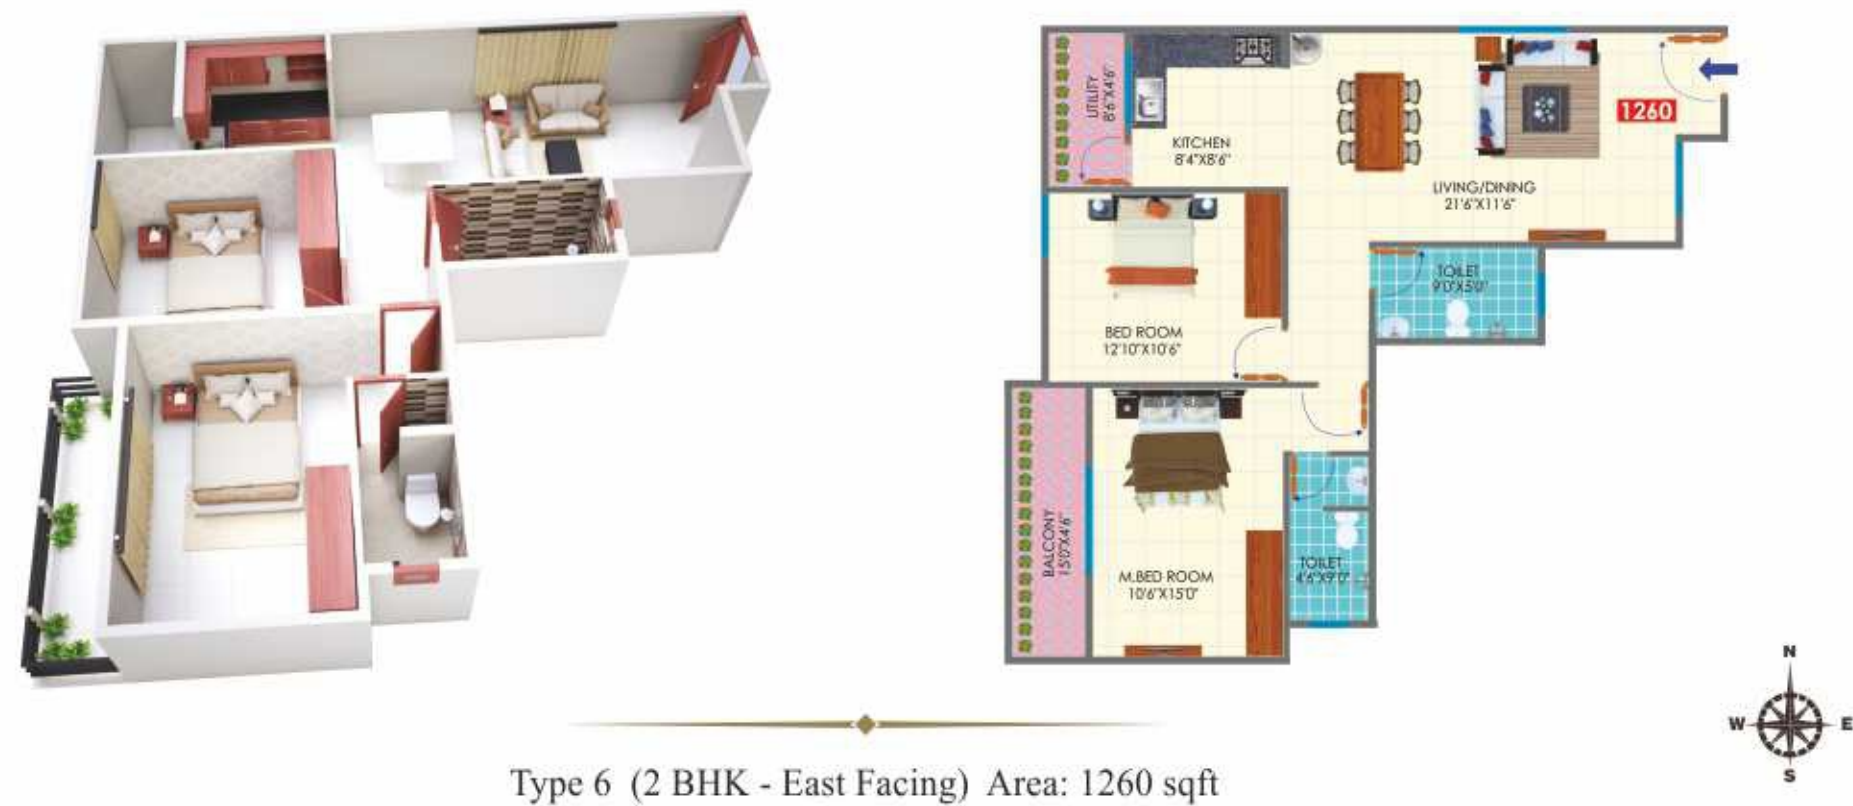 UTILITY
8'6"X4'6"
KITCHEN
8'4"X8'6"
1260
LIVING/DINING
21'6"X11'6"
TOILET
9'0"X5'0"
BED ROOM
12'10"X10'6"
BALCONY
15'0"X4'6"
M.BED ROOM
10'6"X15'0"
TOILET
4'6"X9'0"
N
W E
S
Type 6 (2 BHK - East Facing) Area: 1260 sqft